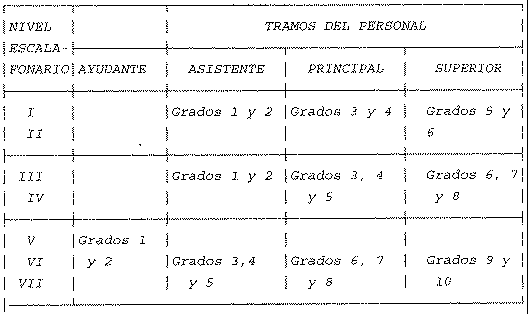 NIVEL TRAMOS DEL PERSONAL
ESCALA-
FONARIO AYUDANTE ASISTENTE PRINCIPAL SUPERIOR
I Grados 1 y 2 Grados 3 y 4 Grados 5 y
II 6
III Grados 1 y 2 Grados 3, 4 Grados 6, 7
IV y 5 y 8
V Grados 1
VI y 2 Grados 3,4 Grados 6, 7 Grados 9 y
VII y 5 y 8 10